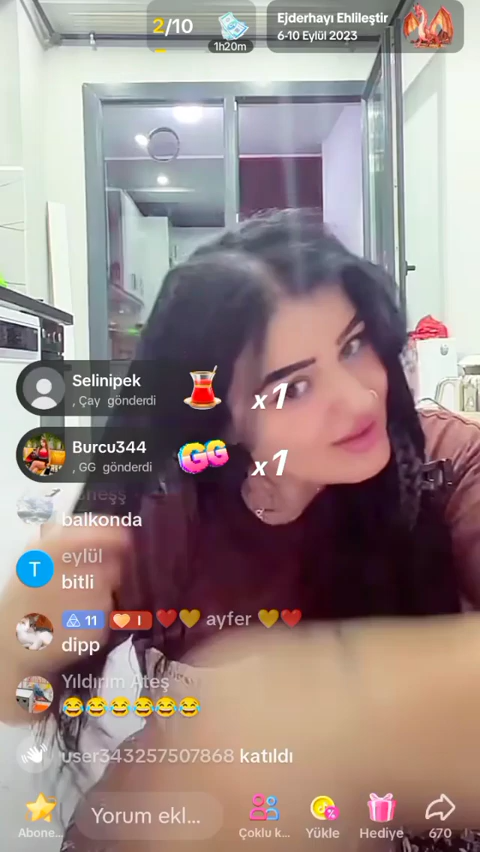 2/10
1h20m
Ejderhayı Ehlileştir
6-10 Eylül 2023
Selinipek
, Çay gönderdi
x1
Burcu344
, GG gönderdi
GG
x1
balkonda
eylül
T
bitli
11
I
ayfer
dipp
Yıldırım Ateş
😂😂😂😂😂😂
user343257507868 katıldı
Abone...
Yorum ekl...
Çoklu k...
Yükle
Hediye
670